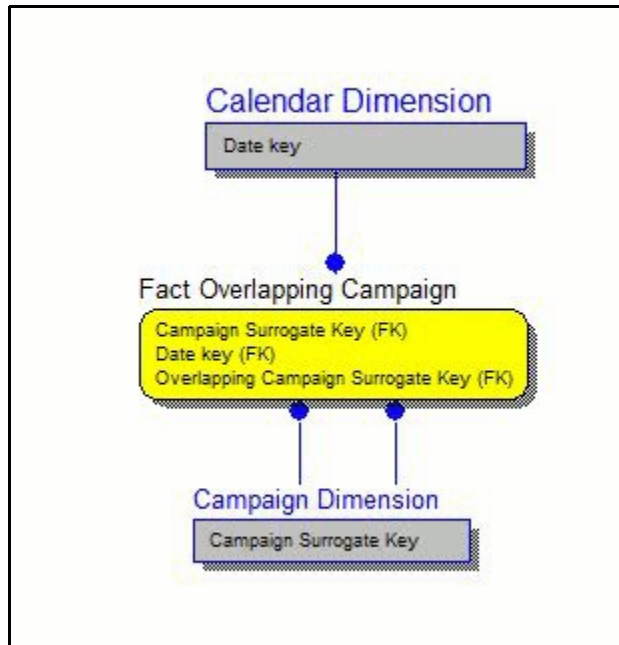 Calendar Dimension
Date key
Fact Overlapping Campaign
Campaign Surrogate Key (FK)
Date key (FK)
Overlapping Campaign Surrogate Key (FK)
Campaign Dimension
Campaign Surrogate Key